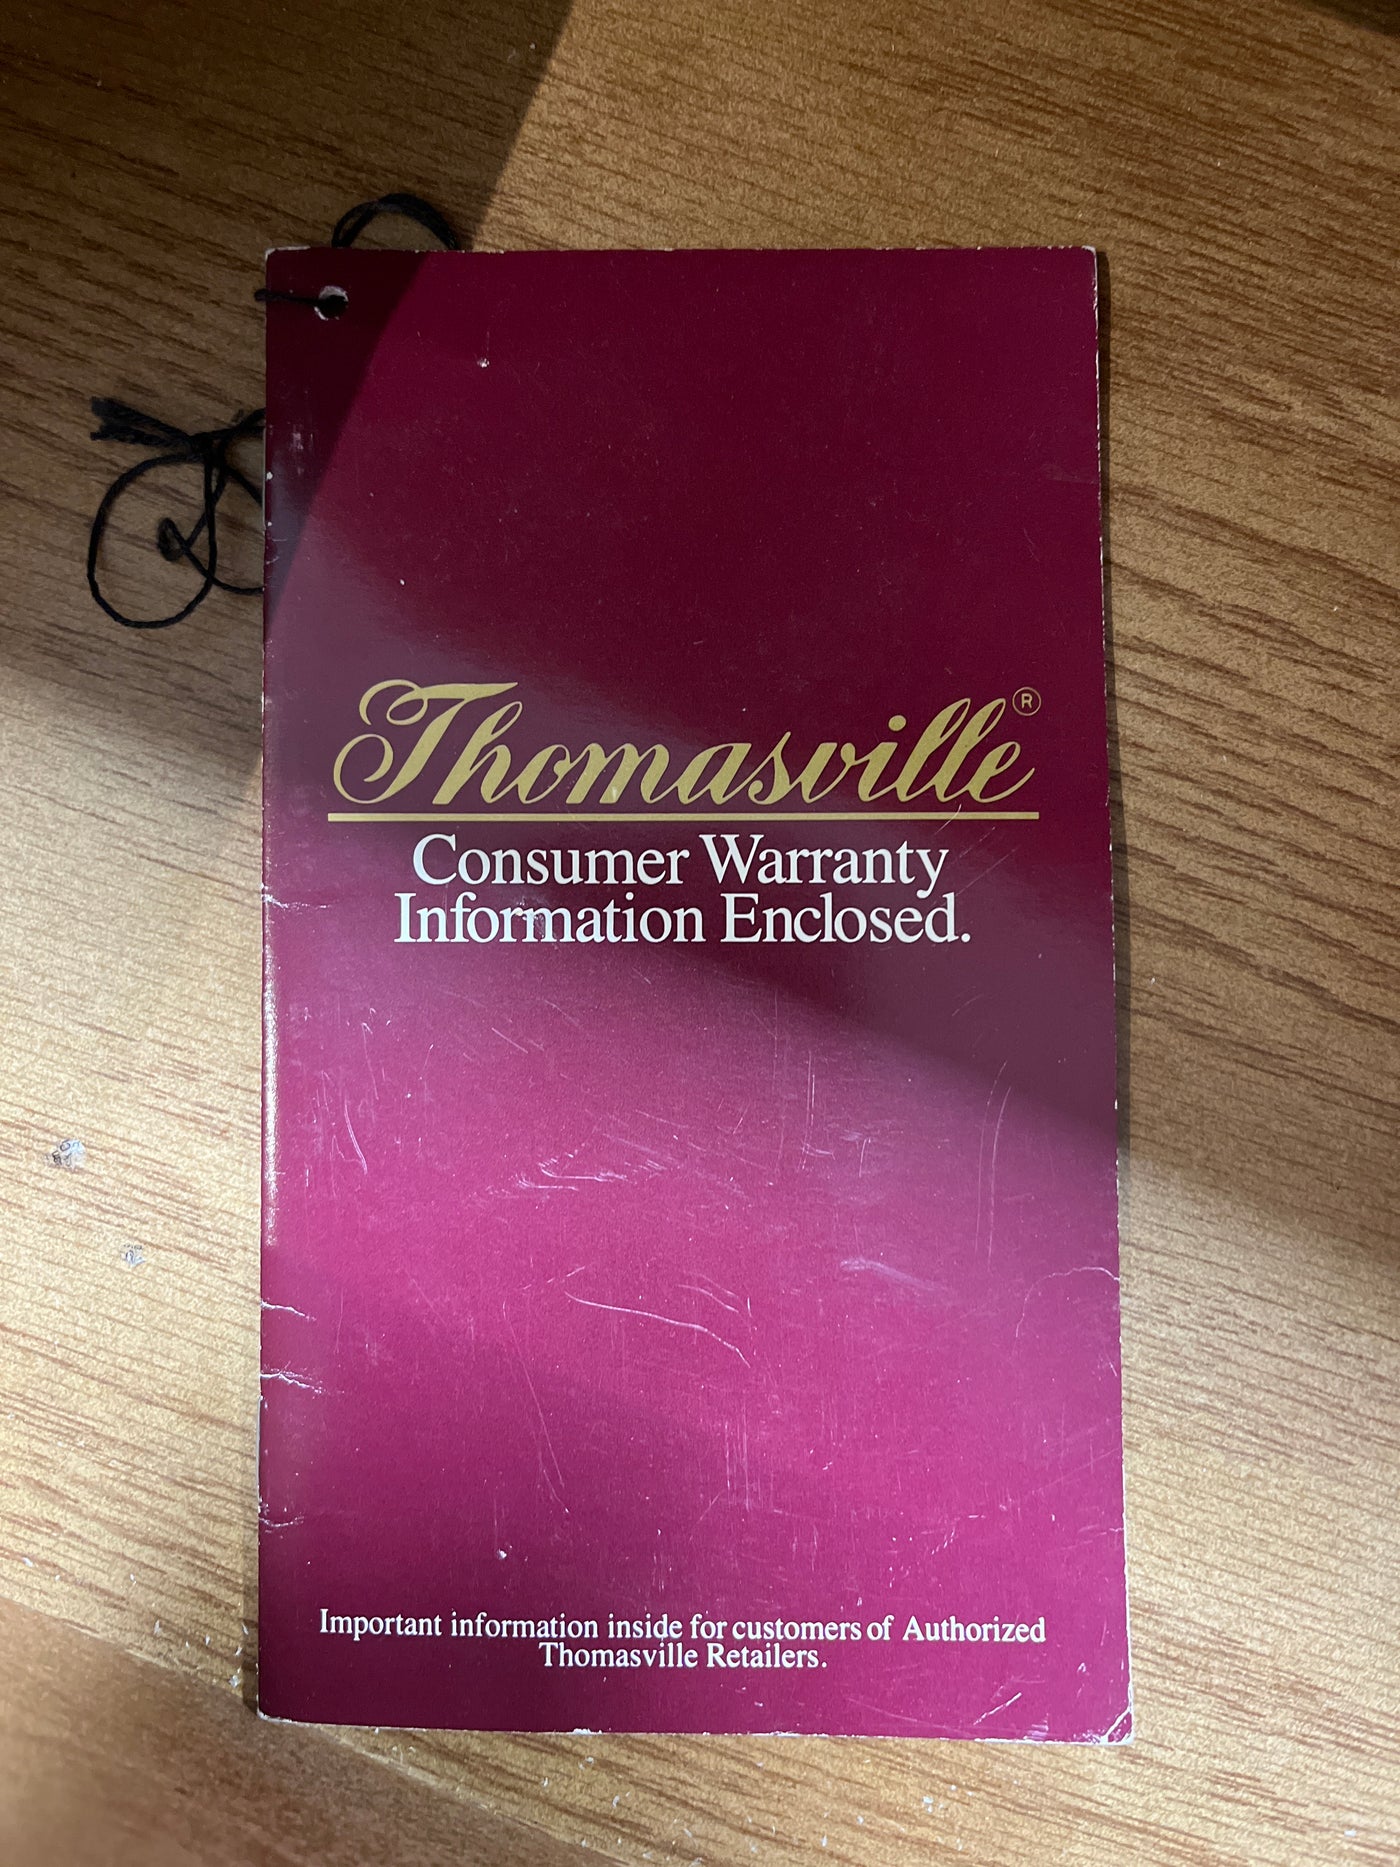 Thomasville®
Consumer Warranty
Information Enclosed.
Important information inside for customers of Authorized
Thomasville Retailers.